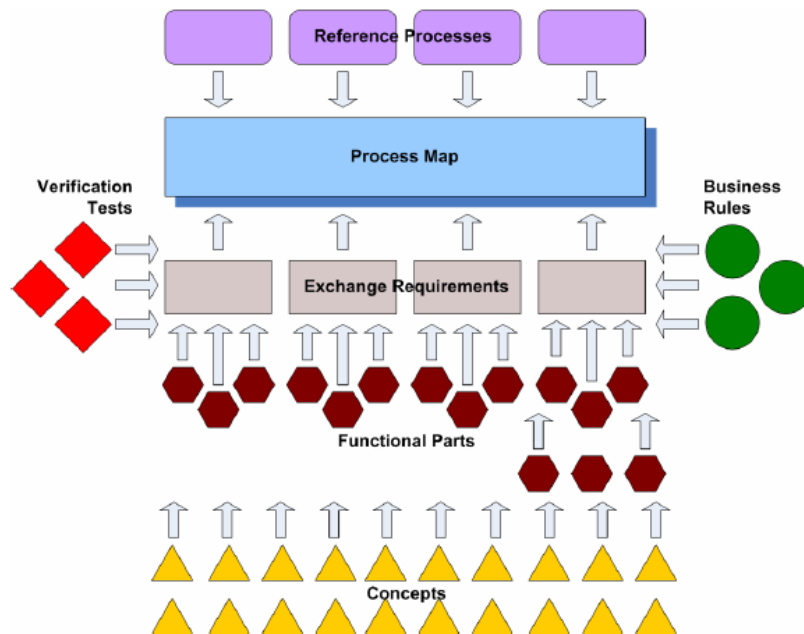 Reference Processes
Process Map
Verification
Tests
Business
Rules
Exchange Requirements
Functional Parts
Concepts